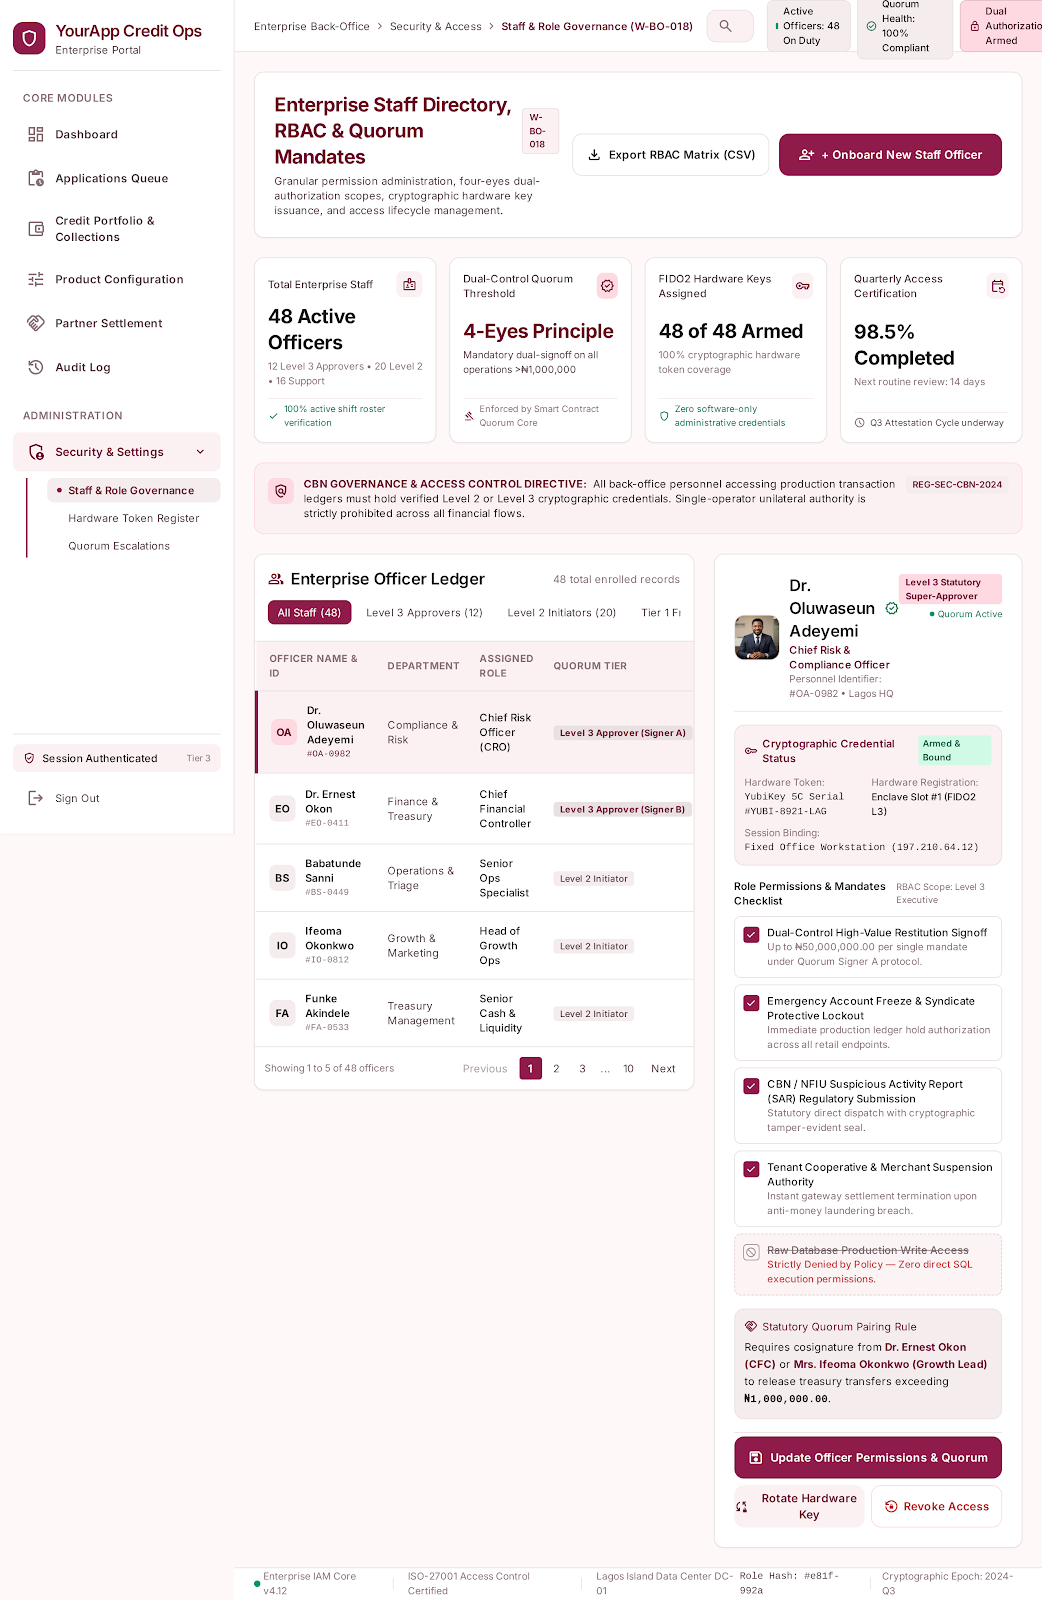 YourApp Credit Ops
Enterprise Portal
CORE MODULES
Dashboard
Applications Queue
Credit Portfolio &
Collections
Product Configuration
Partner Settlement
Audit Log
ADMINISTRATION
Security & Settings
Staff & Role Governance
Hardware Token Register
Quorum Escalations
Session Authenticated Tier 3
Sign Out
Enterprise Back-Office > Security & Access > Staff & Role Governance (W-BO-018)
Active
Officers: 48
On Duty
Quorum
Health:
100%
Compliant
Dual
Armed
Enterprise Staff Directory,
RBAC & Quorum
Mandates
W-
BO-
018
Granular permission administration, four-eyes dual-
authorization scopes, cryptographic hardware key
issuance, and access lifecycle management.
Export RBAC Matrix (CSV)
+ Onboard New Staff Officer
Total Enterprise Staff
48 Active
Officers
12 Level 3 Approvers • 20 Level 2
• 16 Support
100% active shift roster
verification
Dual-Control Quorum
Threshold
4-Eyes Principle
Mandatory dual-signoff on all
operations >₦1,000,000
Enforced by Smart Contract
Quorum Core
FIDO2 Hardware Keys
Assigned
48 of 48 Armed
100% cryptographic hardware
token coverage
Zero software-only
administrative credentials
Quarterly Access
Certification
98.5%
Completed
Next routine review: 14 days
Q3 Attestation Cycle underway
CBN GOVERNANCE & ACCESS CONTROL DIRECTIVE: All back-office personnel accessing production transaction
ledgers must hold verified Level 2 or Level 3 cryptographic credentials. Single-operator unilateral authority is
strictly prohibited across all financial flows.
REG-SEC-CBN-2024
Enterprise Officer Ledger
48 total enrolled records
All Staff (48) Level 3 Approvers (12) Level 2 Initiators (20) Tier 1
OFFICER NAME &
ID
DEPARTMENT
ASSIGNED
ROLE
QUORUM TIER
OA
Dr.
Oluwaseun
Adeyemi
#OA-0982
Compliance &
Risk
Chief Risk
Officer
(CRO)
Level 3 Approver (Signer A)
EO
Dr. Ernest
Okon
#EO-0411
Finance &
Treasury
Chief
Financial
Controller
Level 3 Approver (Signer B)
BS
Babatunde
Sanni
#BS-0449
Operations &
Triage
Senior
Ops
Specialist
Level 2 Initiator
IO
Ifeoma
Okonkwo
#IO-0812
Growth &
Marketing
Head of
Growth
Ops
Level 2 Initiator
FA
Funke
Akindele
#FA-0533
Treasury
Management
Senior
Cash &
Liquidity
Level 2 Initiator
Showing 1 to 5 of 48 officers
Previous 1 2 3 ... 10 Next
Dr.
Oluwaseun
Adeyemi
Chief Risk &
Compliance Officer
Personnel Identifier:
#OA-0982 • Lagos HQ
Level 3 Statutory
Super-Approver
Quorum Active
Cryptographic Credential
Status
Armed &
Bound
Hardware Token:
YubiKey 5C Serial
#YUBI-8921-LAG
Hardware Registration:
Enclave Slot #1 (FIDO2
L3)
Session Binding:
Fixed Office Workstation (197.210.64.12)
Role Permissions & Mandates
Checklist
RBAC Scope: Level 3
Executive
Dual-Control High-Value Restitution Signoff
Up to ₦50,000,000.00 per single mandate
under Quorum Signer A protocol.
Emergency Account Freeze & Syndicate
Protective Lockout
Immediate production ledger hold authorization
across all retail endpoints.
CBN / NFIU Suspicious Activity Report
(SAR) Regulatory Submission
Statutory direct dispatch with cryptographic
tamper-evident seal.
Tenant Cooperative & Merchant Suspension
Authority
Instant gateway settlement termination upon
anti-money laundering breach.
Raw Database Production Write Access
Strictly Denied by Policy — Zero direct SQL
execution permissions.
Statutory Quorum Pairing Rule
Requires cosignature from Dr. Ernest Okon
(CFC) or Mrs. Ifeoma Okonkwo (Growth Lead)
to release treasury transfers exceeding
₦1,000,000.00.
Update Officer Permissions & Quorum
Rotate Hardware
Key
Revoke Access
Enterprise IAM Core
v4.12
ISO-27001 Access Control
Certified
Lagos Island Data Center DC-
01
Role Hash: #e81f-
992a
Cryptographic Epoch: 2024-
Q3